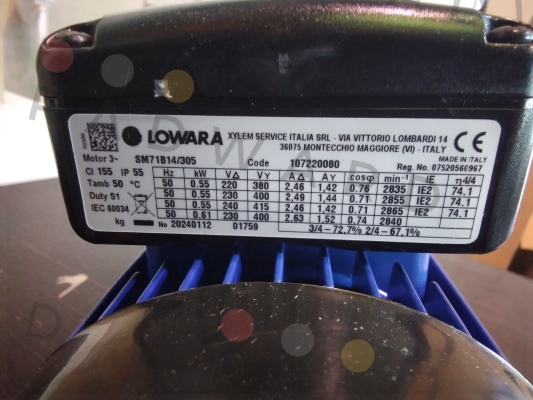 LOWARA XYLEM SERVICE ITALIA SRL - VIA VITTORIO LOMBARDI 14
36075 MONTECCHIO MAGGIORE (VI) - ITALY
CE
MADE IN ITALY
Motor 3~ SM71B14/305 Code 107220080 Reg. No. 07520560967
Cl 155 IP 55 Hz kW V△ VY A△ AY cosφ min⁻¹ IE η4/4
Tamb 50 °C 50 0.55 220 380 2,46 1,42 0.76 2835 IE2 74.1
50 0.55 230 400 2,49 1,44 0.71 2855 IE2 74.1
Duty S1 50 0.55 240 415 2,46 1,42 0.71 2865 IE2 74.1
IEC 60034 50 0.61 230 400 2,63 1,52 0.74 2840
kg No 20240112 01759 3/4 – 72,7% 2/4 – 67,1%